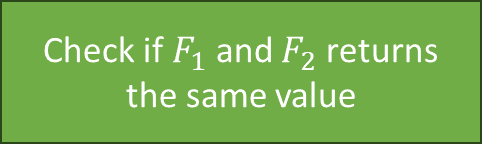 Check if F₁ and F₂ returns
the same value